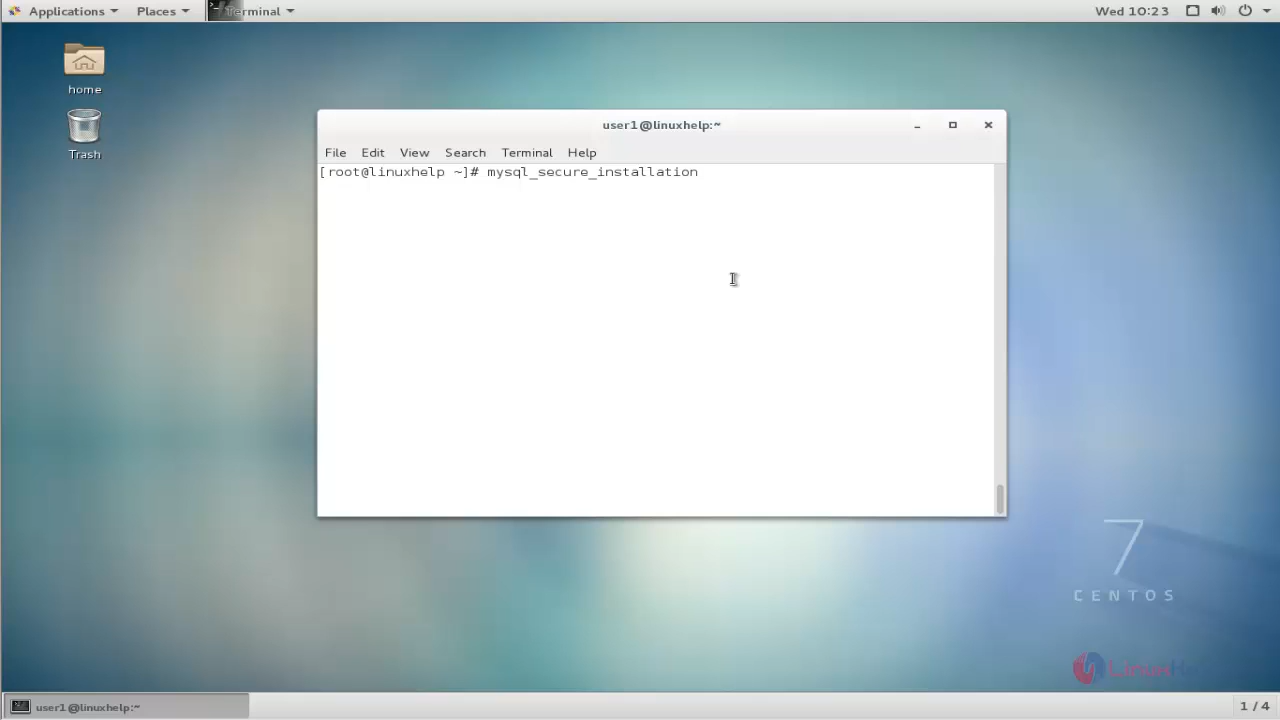 Applications Places Terminal Wed 10:23
home
Trash
user1@linuxhelp:~
File Edit View Search Terminal Help
[root@linuxhelp ~]# mysql_secure_installation
7
CENTOS
user1@linuxhelp:~ 1 / 4